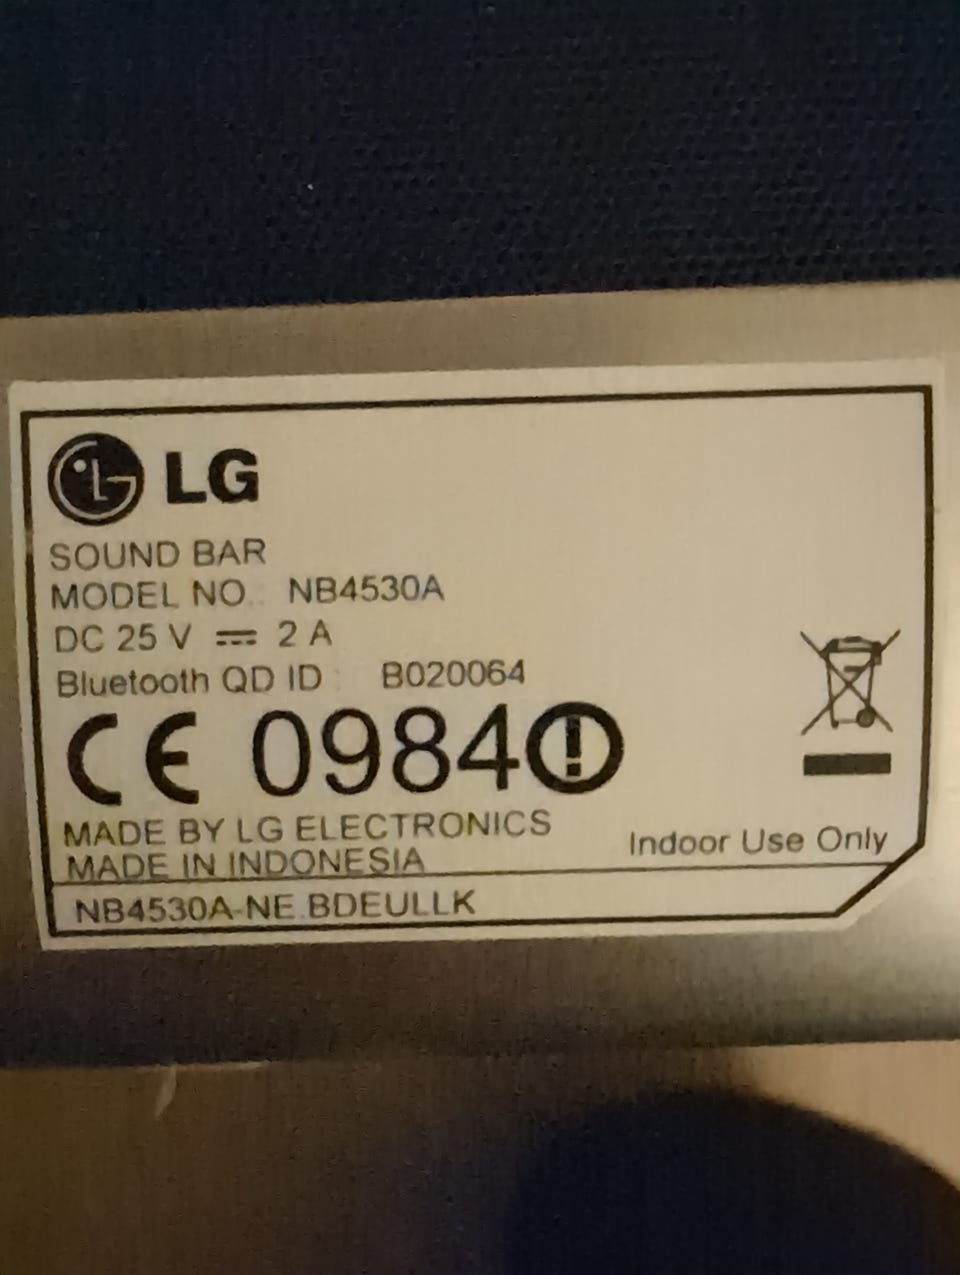 LG
SOUND BAR
MODEL NO. : NB4530A
DC 25 V ⎓ 2 A
Bluetooth QD ID : B020064
CE 0984
MADE BY LG ELECTRONICS
MADE IN INDONESIA
Indoor Use Only
NB4530A-NE.BDEULLK